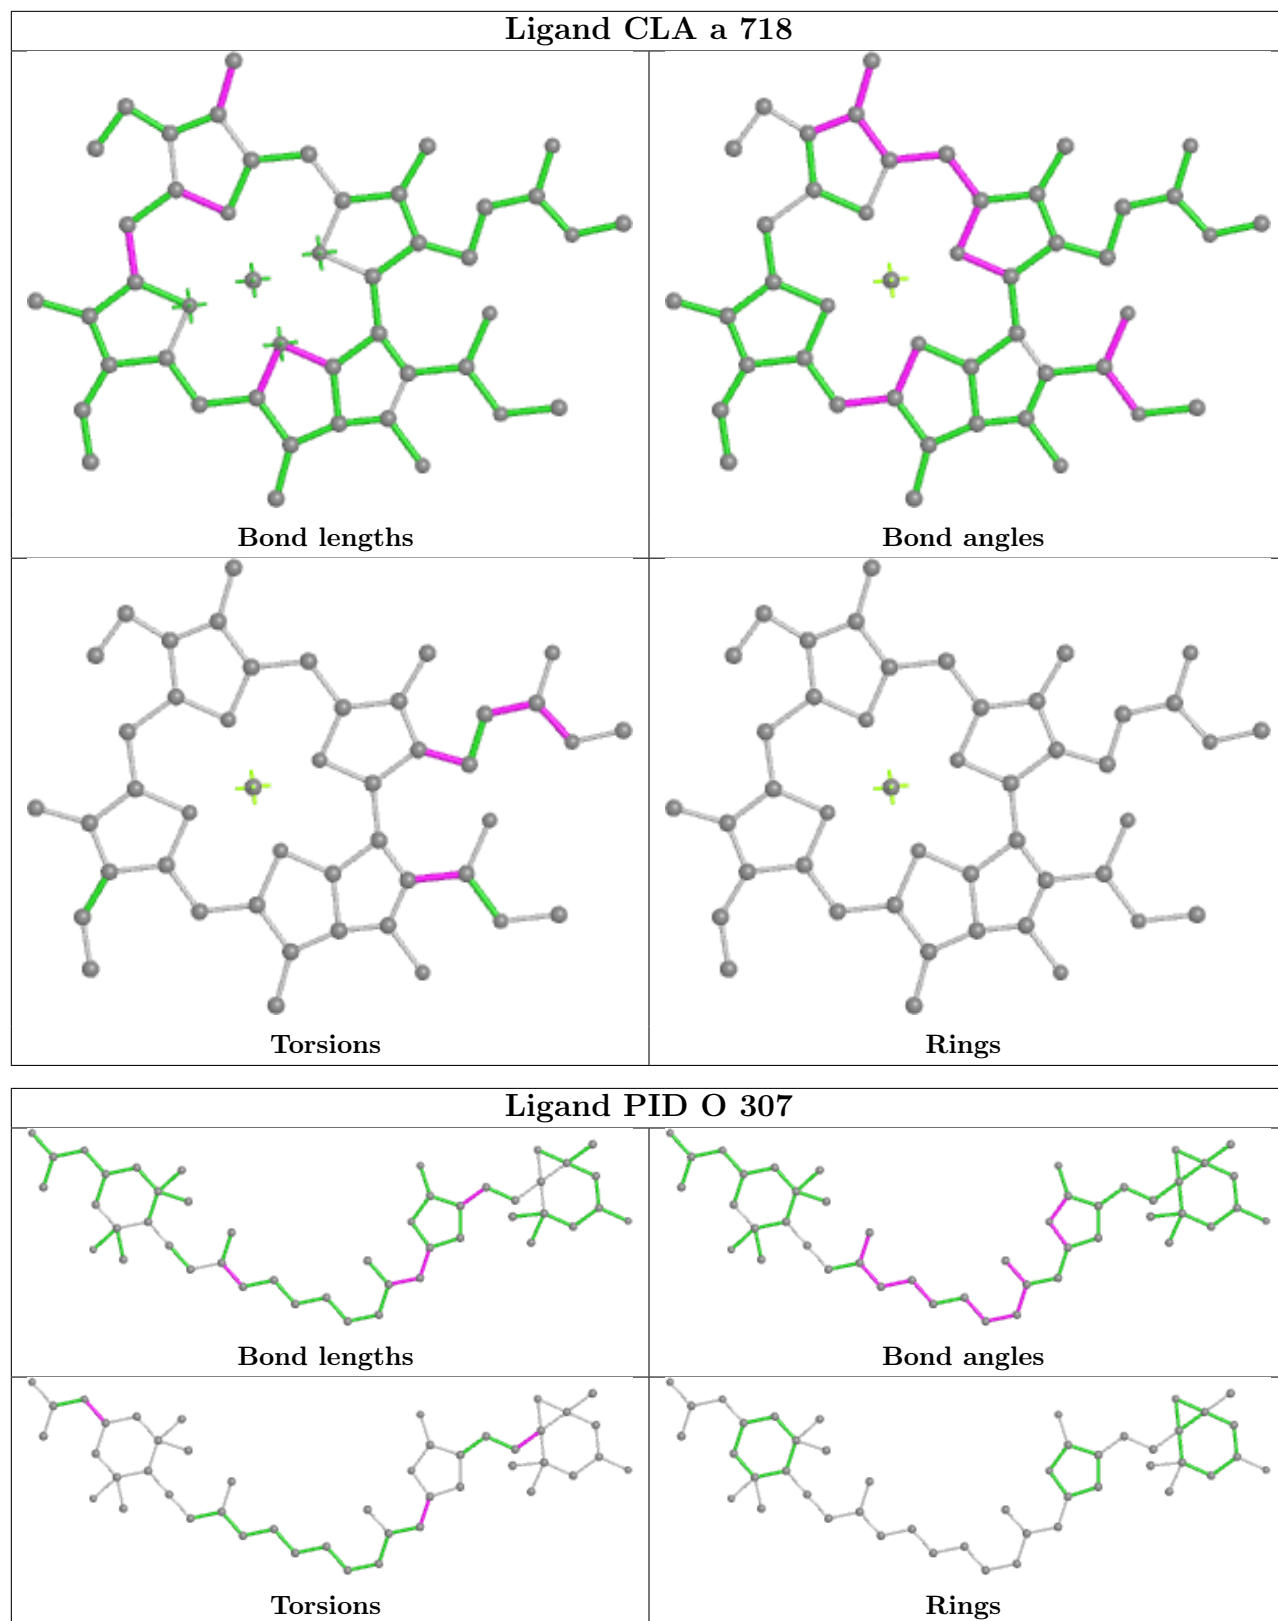 Ligand CLA a 718
Bond lengths
Bond angles
Torsions
Rings
Ligand PID O 307
Bond lengths
Bond angles
Torsions
Rings